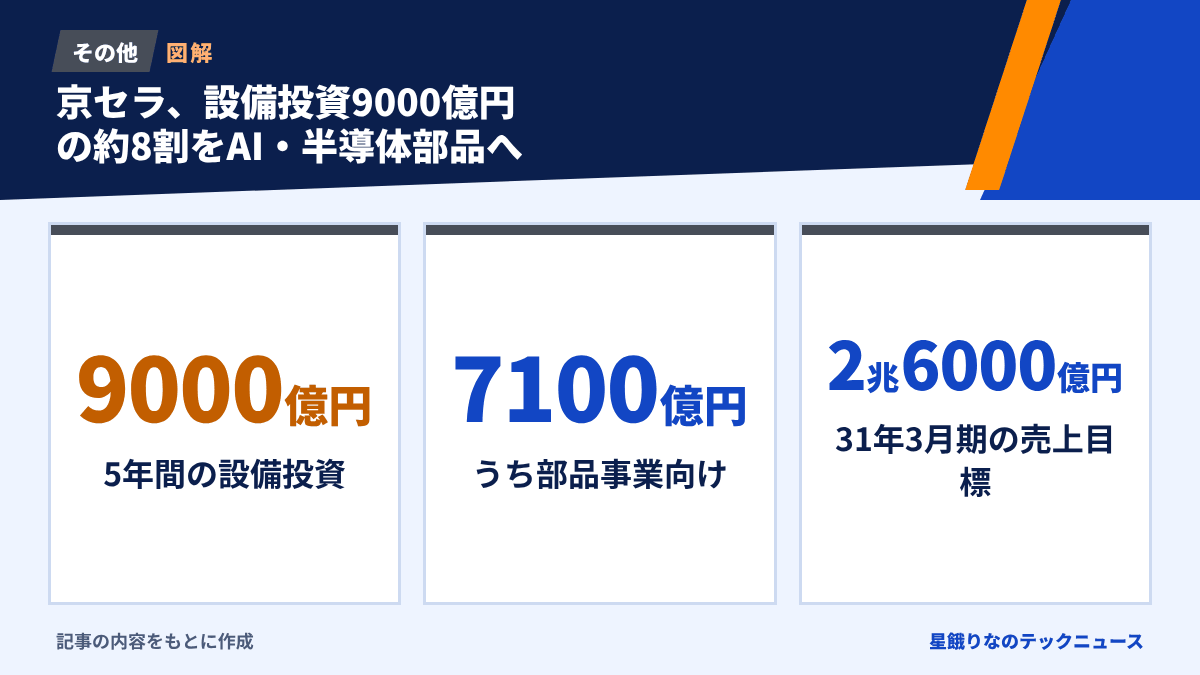 その他 図解
京セラ、設備投資9000億円
の約8割をAI・半導体部品へ
9000億円
5年間の設備投資
7100億円
うち部品事業向け
2兆6000億円
31年3月期の売上目
標
記事の内容をもとに作成
星餓りなのテックニュース